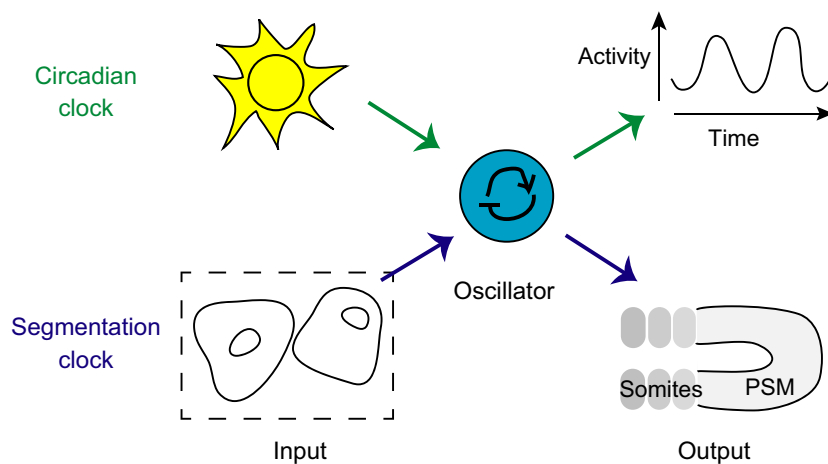 Circadian
clock
Activity
Time
Oscillator
Segmentation
clock
Somites
PSM
Input
Output